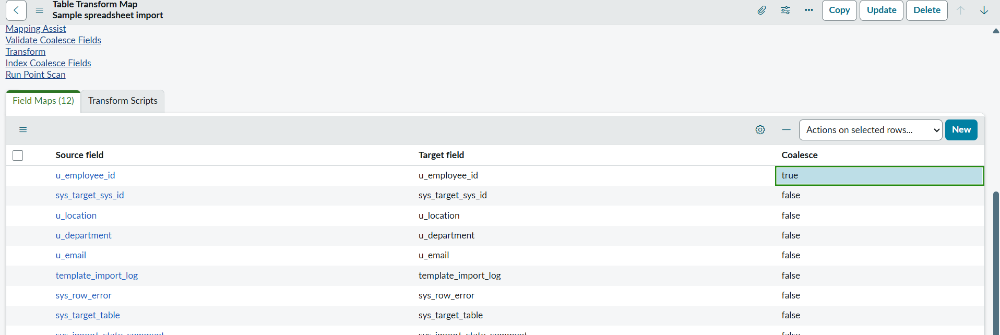 Table Transform Map
Sample spreadsheet import
Copy
Update
Delete
Mapping Assist
Validate Coalesce Fields
Transform
Index Coalesce Fields
Run Point Scan
Field Maps (12)
Transform Scripts
Actions on selected rows...
New
Source field Target field Coalesce
u_employee_id u_employee_id true
sys_target_sys_id sys_target_sys_id false
u_location u_location false
u_department u_department false
u_email u_email false
template_import_log template_import_log false
sys_row_error sys_row_error false
sys_target_table sys_target_table false
sys_import_state_comment sys_import_state_comment false